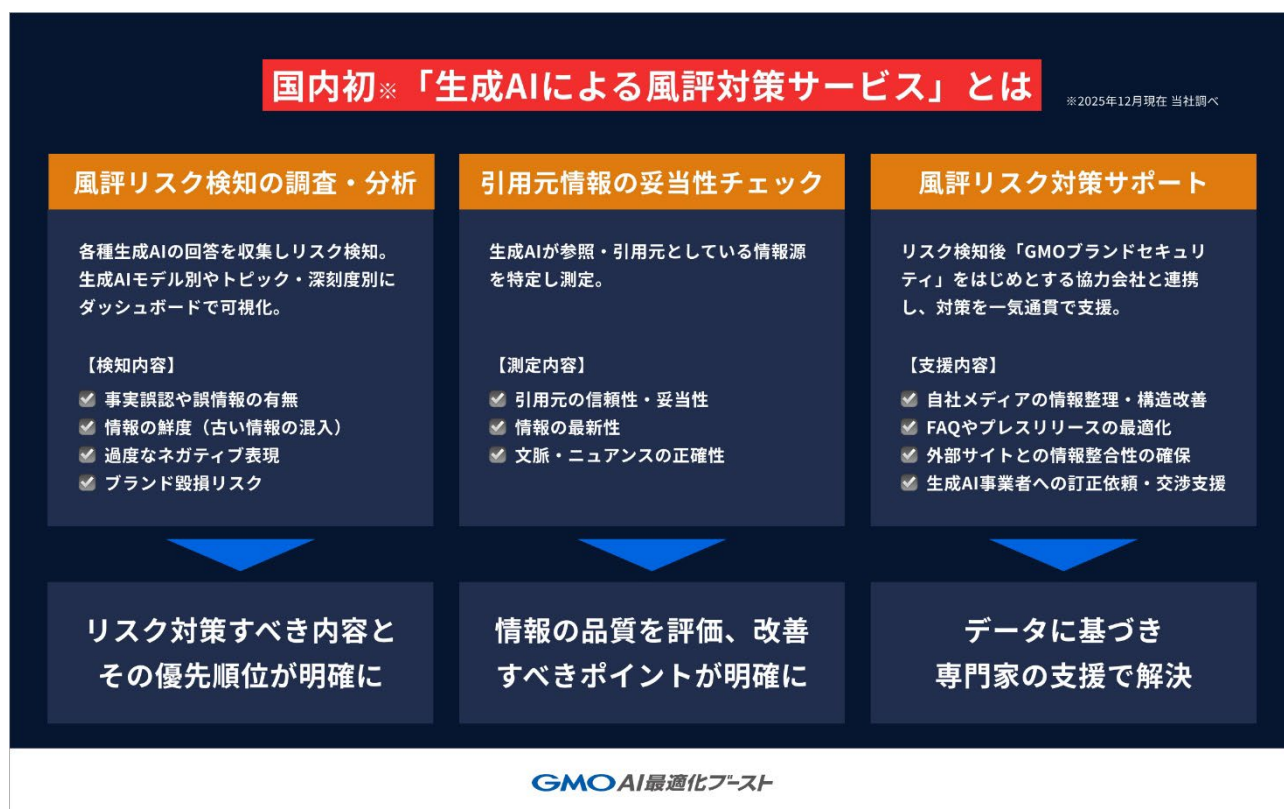 国内初※「生成AIによる風評対策サービス」とは
※2025年12月現在 当社調べ
風評リスク検知の調査・分析
各種生成AIの回答を収集しリスク検知。
生成AIモデル別やトピック・深刻度別に
ダッシュボードで可視化。
【検知内容】
事実誤認や誤情報の有無
情報の鮮度（古い情報の混入）
過度なネガティブ表現
ブランド毀損リスク
リスク対策すべき内容と
その優先順位が明確に
引用元情報の妥当性チェック
生成AIが参照・引用元としている情報源
を特定し測定。
【測定内容】
引用元の信頼性・妥当性
情報の最新性
文脈・ニュアンスの正確性
情報の品質を評価、改善
すべきポイントが明確に
風評リスク対策サポート
リスク検知後「GMOブランドセキュリ
ティ」をはじめとする協力会社と連携
し、対策を一気通貫で支援。
【支援内容】
自社メディアの情報整理・構造改善
FAQやプレスリリースの最適化
外部サイトとの情報整合性の確保
生成AI事業者への訂正依頼・交渉支援
データに基づき
専門家の支援で解決
GMO AI最適化ブースト